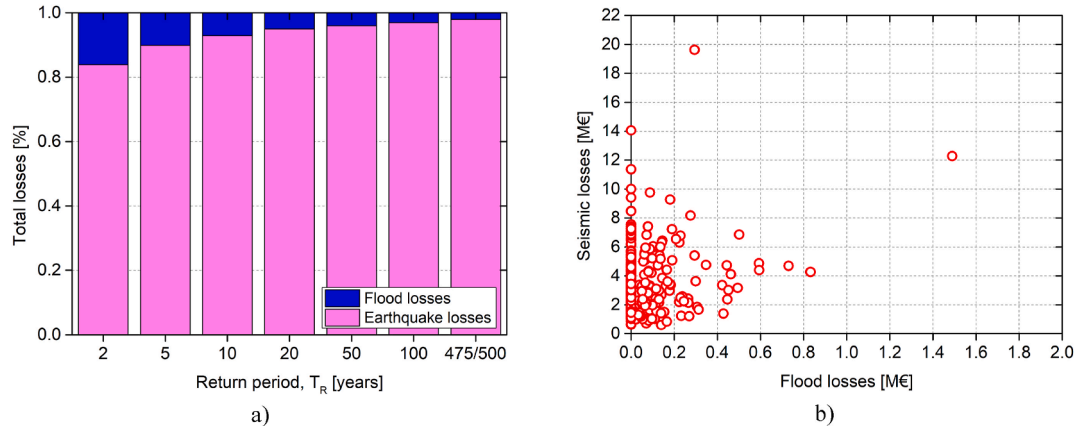 Total losses [%]
1.0
0.8
0.6
0.4
0.2
0.0
Flood losses
Earthquake losses
2 5 10 20 50 100 475/500
Return period, T_R [years]
a)
Seismic losses [M€]
22
20
18
16
14
12
10
8
6
4
2
0
0.0 0.2 0.4 0.6 0.8 1.0 1.2 1.4 1.6 1.8 2.0
Flood losses [M€]
b)